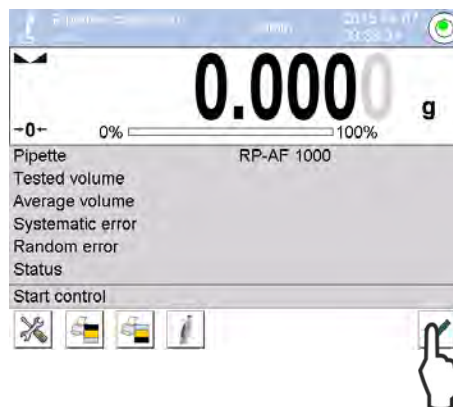 0.0000 g
→0←
0% 100%
Pipette RP-AF 1000
Tested volume
Average volume
Systematic error
Random error
Status
Start control